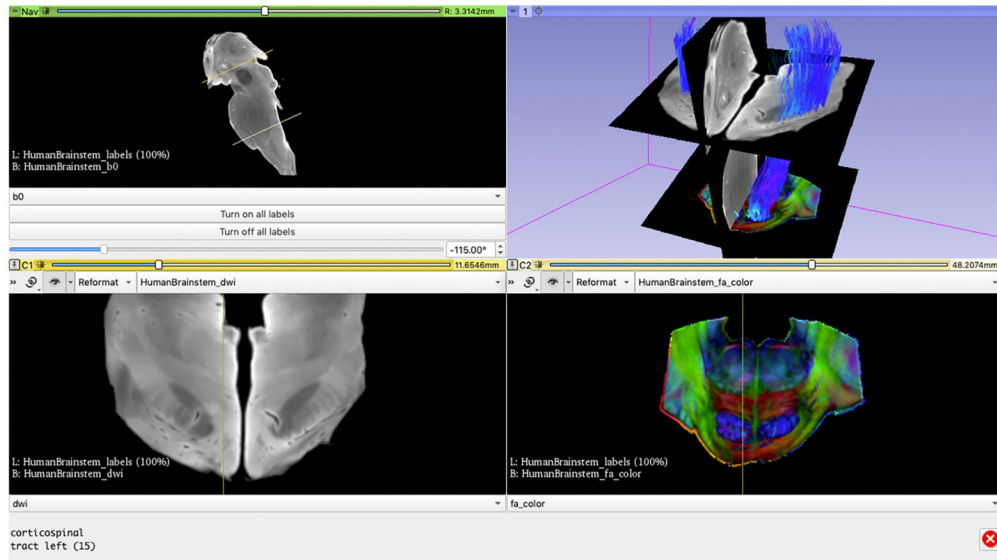 Nav
R: 3.3142mm
1
L: HumanBrainstem_labels (100%)
B: HumanBrainstem_b0
b0
Turn on all labels
Turn off all labels
-115.00°
C1
11.6546mm
C2
48.2074mm
» Reformat HumanBrainstem_dwi
» Reformat HumanBrainstem_fa_color
L: HumanBrainstem_labels (100%)
B: HumanBrainstem_dwi
L: HumanBrainstem_labels (100%)
B: HumanBrainstem_fa_color
dwi
fa_color
corticospinal
tract left (15)